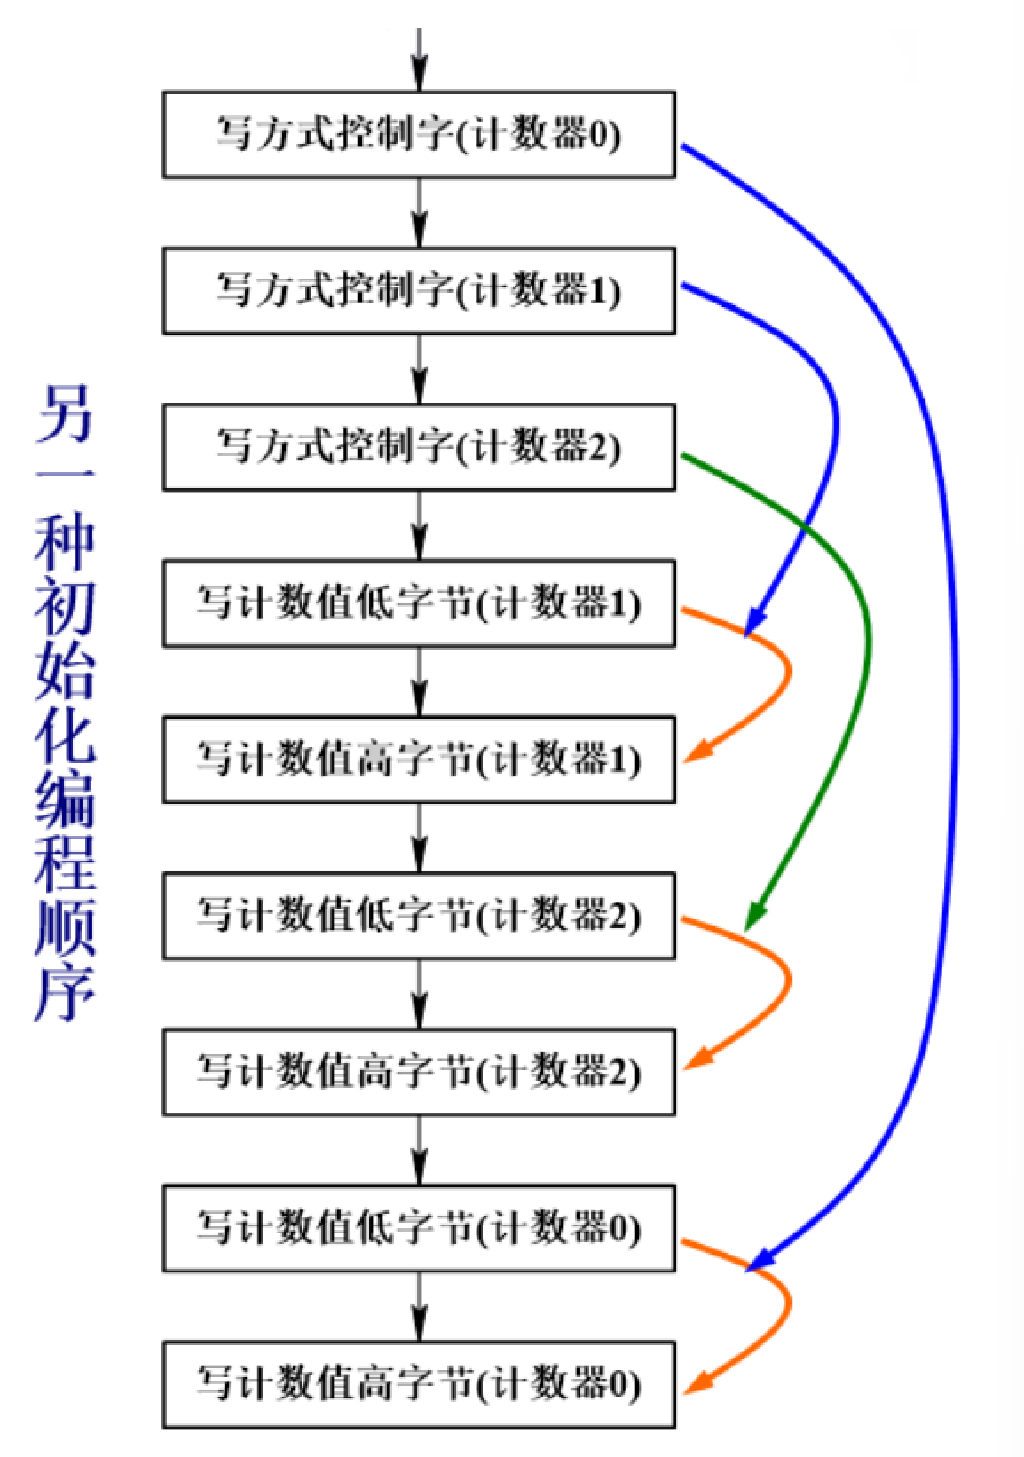 写方式控制字(计数器0)
写方式控制字(计数器1)
写方式控制字(计数器2)
写计数值低字节(计数器1)
写计数值高字节(计数器1)
写计数值低字节(计数器2)
写计数值高字节(计数器2)
写计数值低字节(计数器0)
写计数值高字节(计数器0)
另一种初始化编程顺序